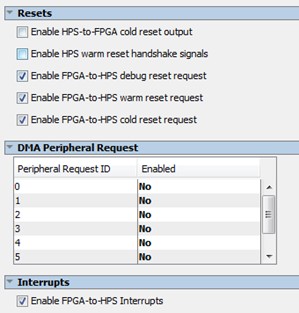 Resets
Enable HPS-to-FPGA cold reset output
Enable HPS warm reset handshake signals
Enable FPGA-to-HPS debug reset request
Enable FPGA-to-HPS warm reset request
Enable FPGA-to-HPS cold reset request
DMA Peripheral Request
Peripheral Request ID Enabled
0 No
1 No
2 No
3 No
4 No
5 No
Interrupts
Enable FPGA-to-HPS Interrupts